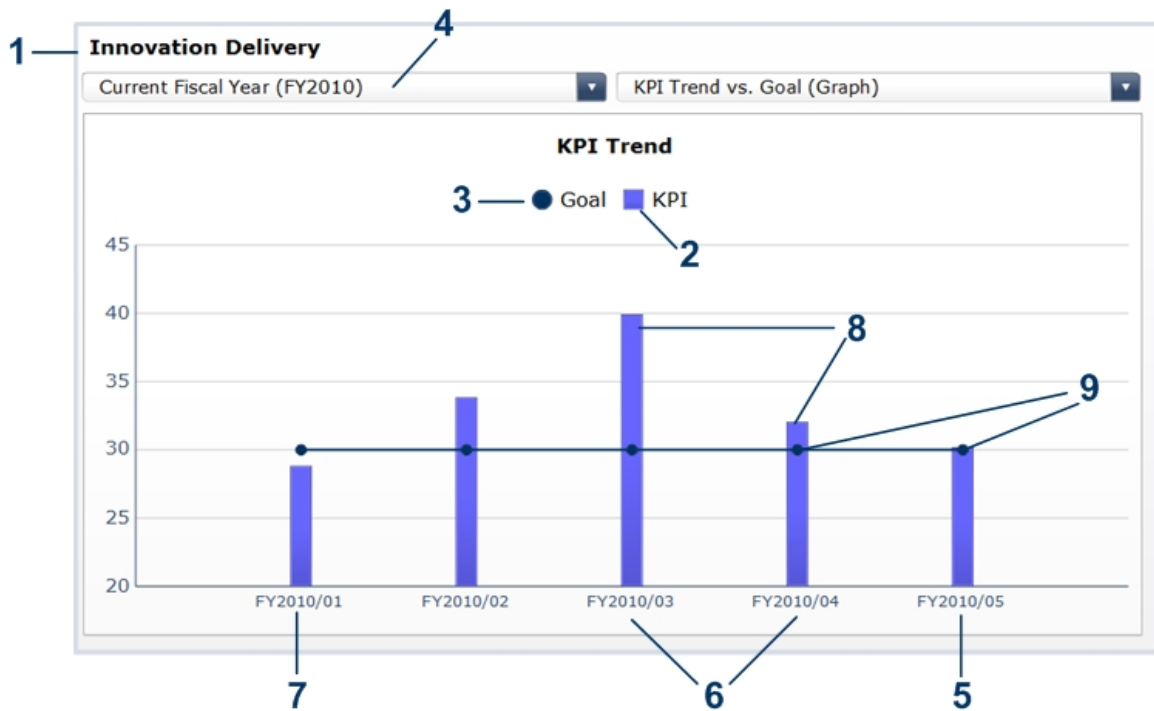 4
1
Innovation Delivery
Current Fiscal Year (FY2010) KPI Trend vs. Goal (Graph)
KPI Trend
3 Goal KPI
2
45
40
8
35
9
30
25
20
FY2010/01 FY2010/02 FY2010/03 FY2010/04 FY2010/05
7 6 5